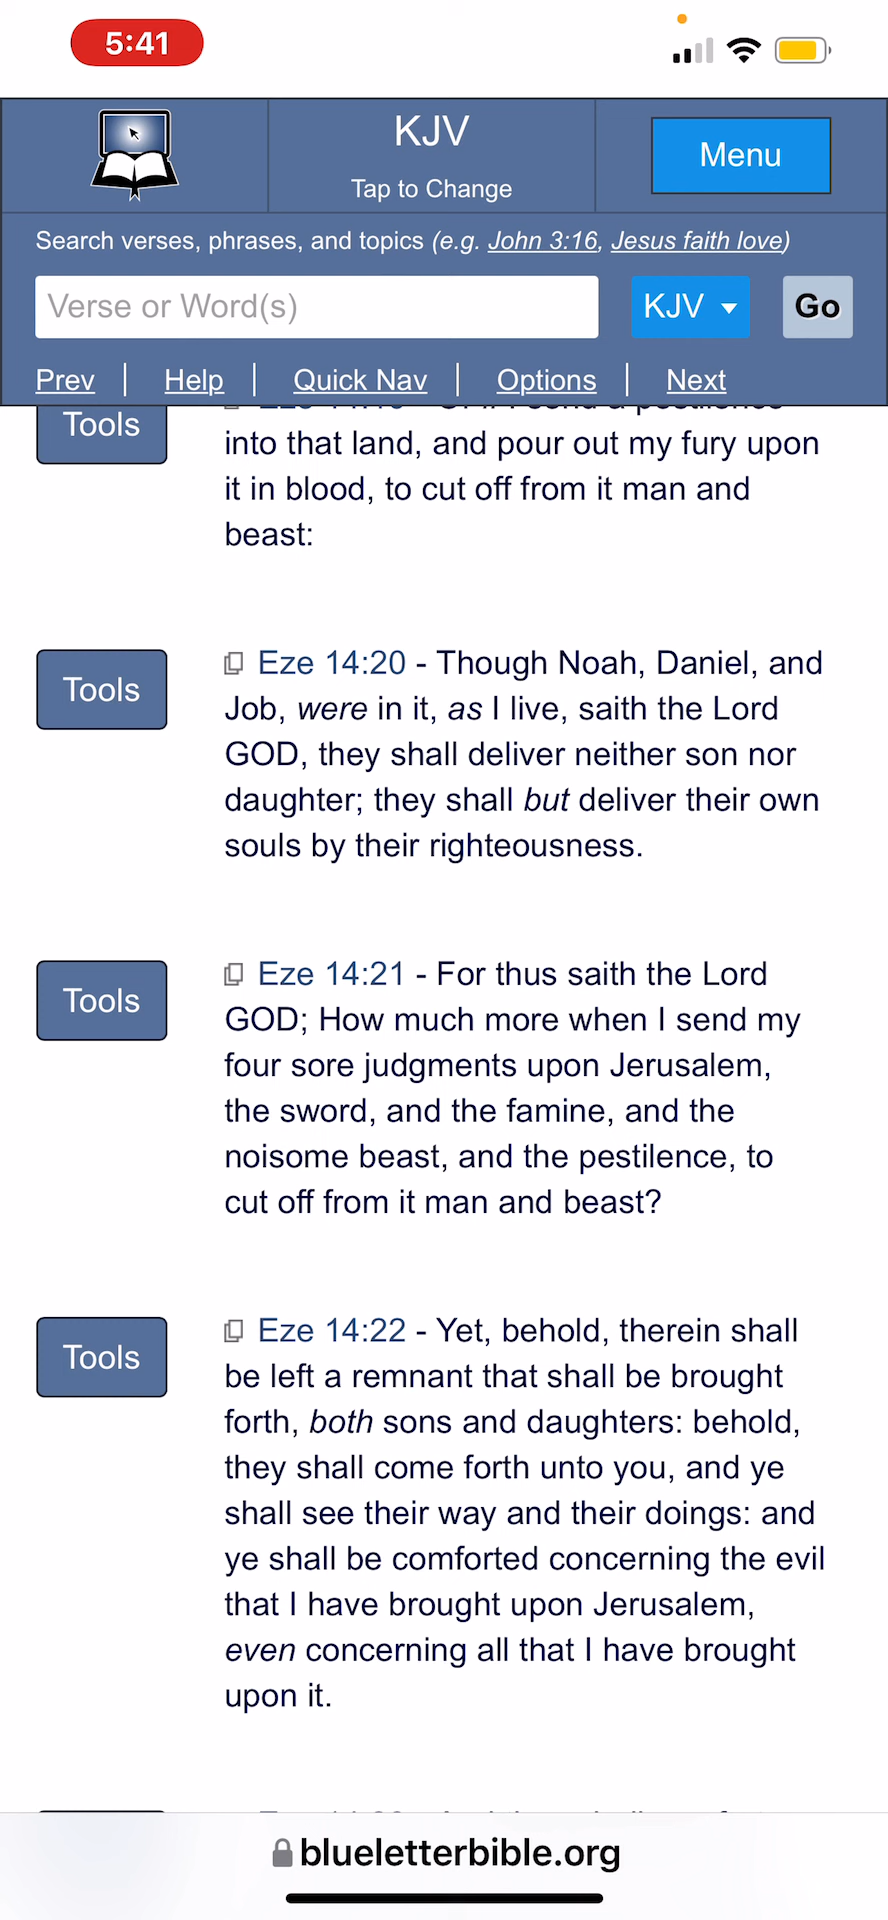 5:41
KJV
Tap to Change
Menu
Search verses, phrases, and topics (e.g. John 3:16, Jesus faith love)
Verse or Word(s)
KJV
Go
Prev | Help | Quick Nav | Options | Next
Tools
into that land, and pour out my fury upon
it in blood, to cut off from it man and
beast:
Tools
Eze 14:20 - Though Noah, Daniel, and
Job, were in it, as I live, saith the Lord
GOD, they shall deliver neither son nor
daughter; they shall but deliver their own
souls by their righteousness.
Tools
Eze 14:21 - For thus saith the Lord
GOD; How much more when I send my
four sore judgments upon Jerusalem,
the sword, and the famine, and the
noisome beast, and the pestilence, to
cut off from it man and beast?
Tools
Eze 14:22 - Yet, behold, therein shall
be left a remnant that shall be brought
forth, both sons and daughters: behold,
they shall come forth unto you, and ye
shall see their way and their doings: and
ye shall be comforted concerning the evil
that I have brought upon Jerusalem,
even concerning all that I have brought
upon it.
blueletterbible.org